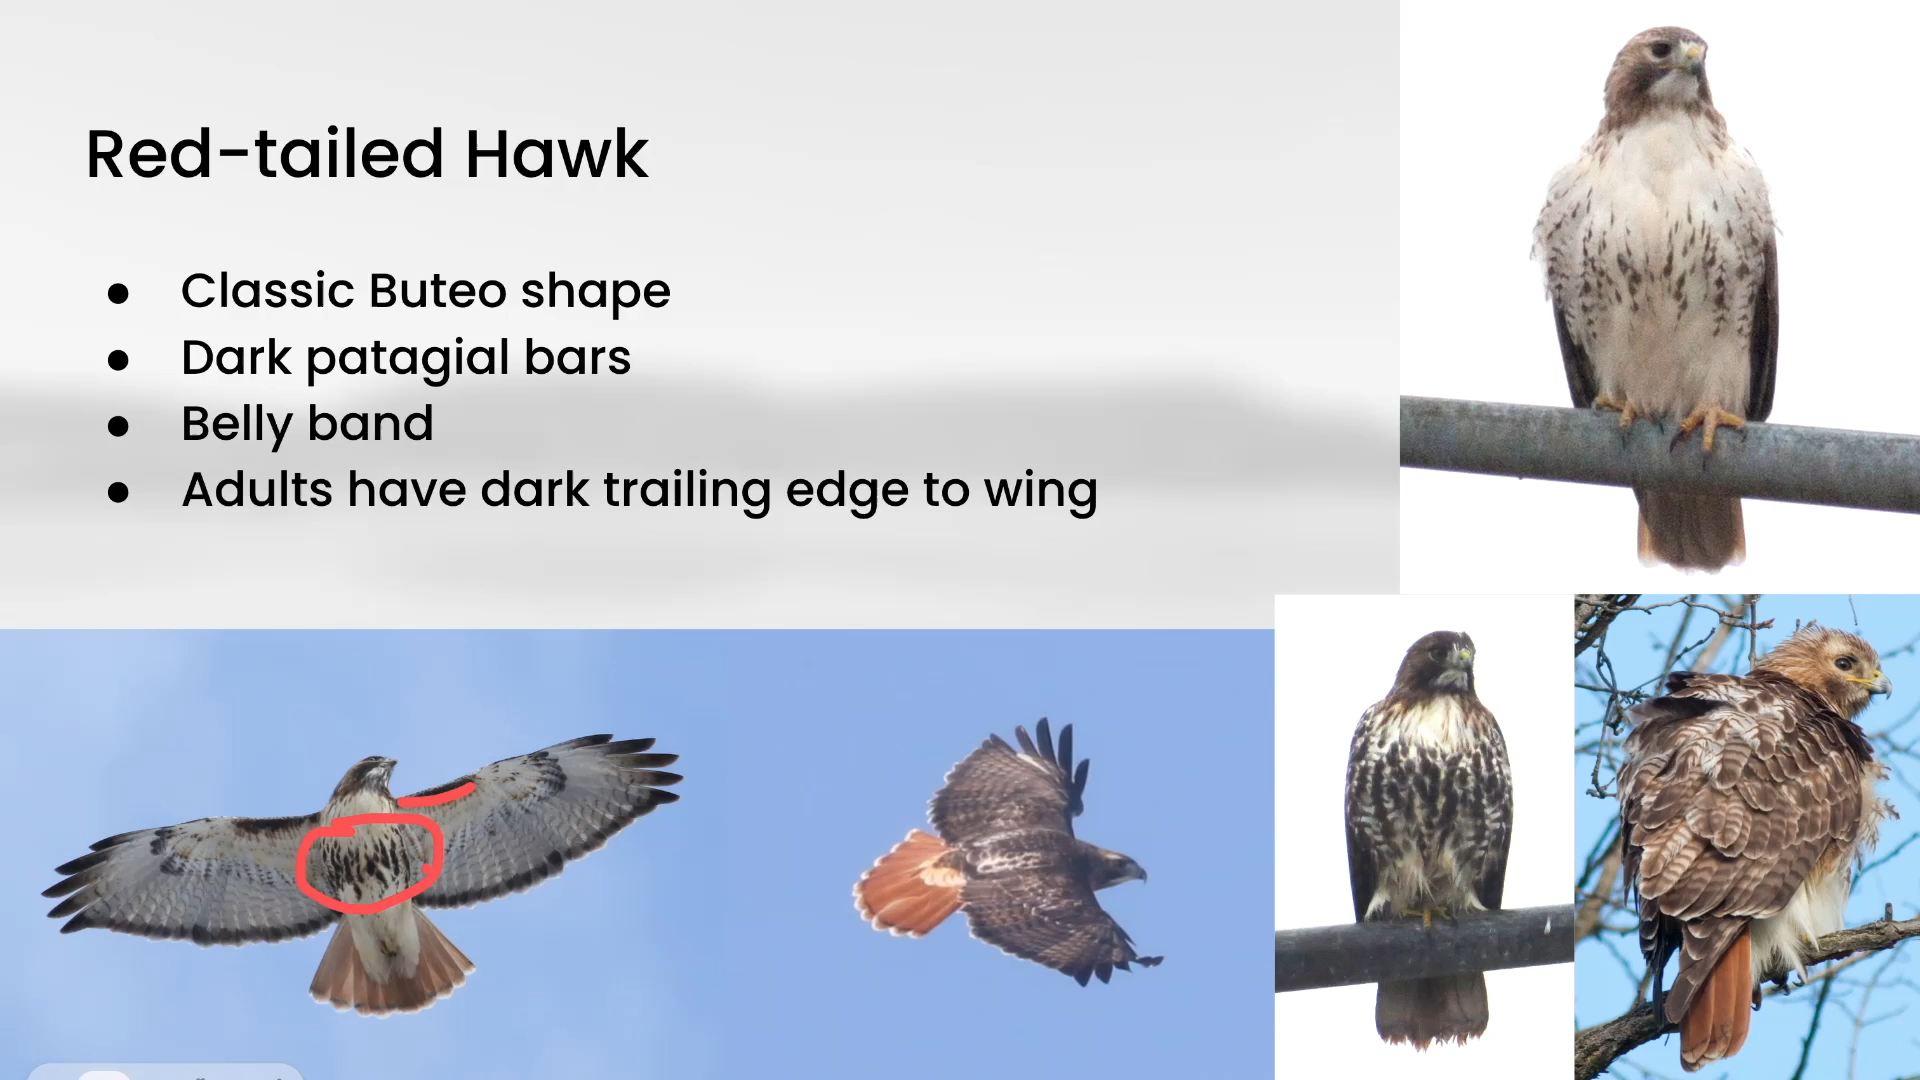 Red-tailed Hawk
● Classic Buteo shape
● Dark patagial bars
● Belly band
● Adults have dark trailing edge to wing